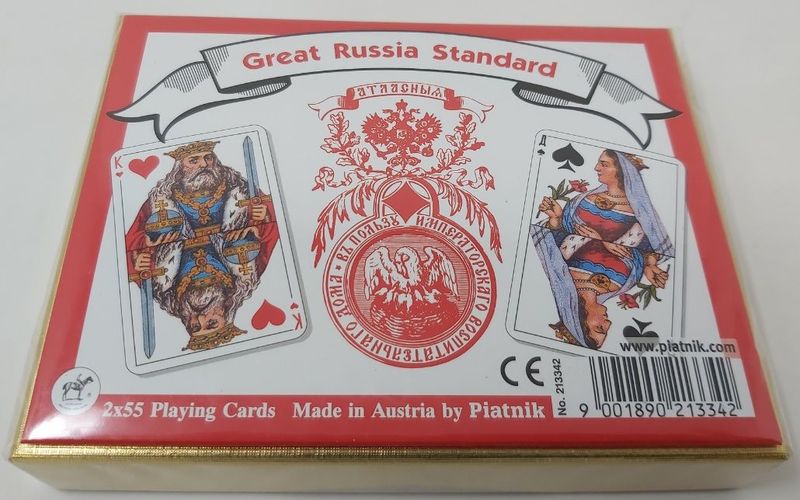 Great Russia Standard
АТЛАСНЫЯ
К
Д
ВЪ ПОЛЬЗУ ИМПЕРАТОРСКАГО ВОСПИТАТЕЛЬНАГО ДОМА
К
www.piatnik.com
CE
No. 213342
2x55 Playing Cards Made in Austria by Piatnik
9 001890 213342